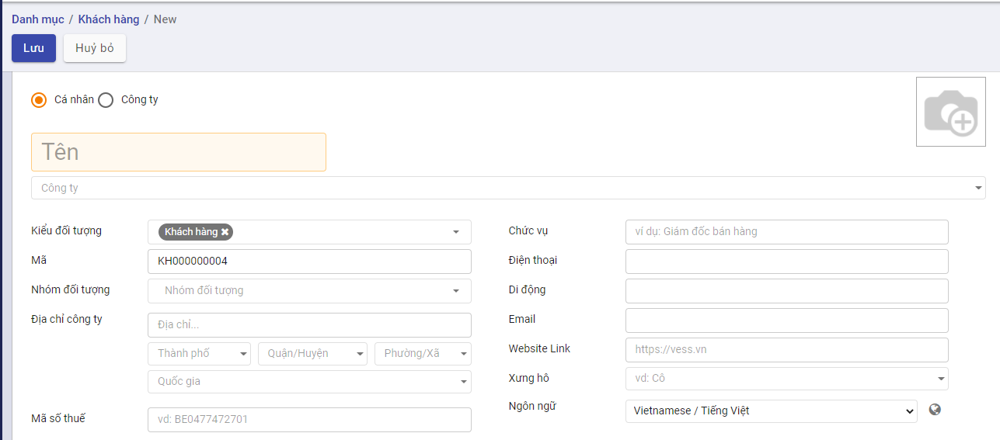 Danh mục / Khách hàng / New
Lưu Huỷ bỏ
Cá nhân Công ty
Tên
Công ty
Kiểu đối tượng Khách hàng ✖ Chức vụ ví dụ: Giám đốc bán hàng
Mã KH000000004 Điện thoại
Nhóm đối tượng Nhóm đối tượng Di động
Địa chỉ công ty Địa chỉ... Email
Thành phố Quận/Huyện Phường/Xã Website Link https://vess.vn
Quốc gia Xưng hô vd: Cô
Ngôn ngữ Vietnamese / Tiếng Việt
Mã số thuế vd: BE0477472701